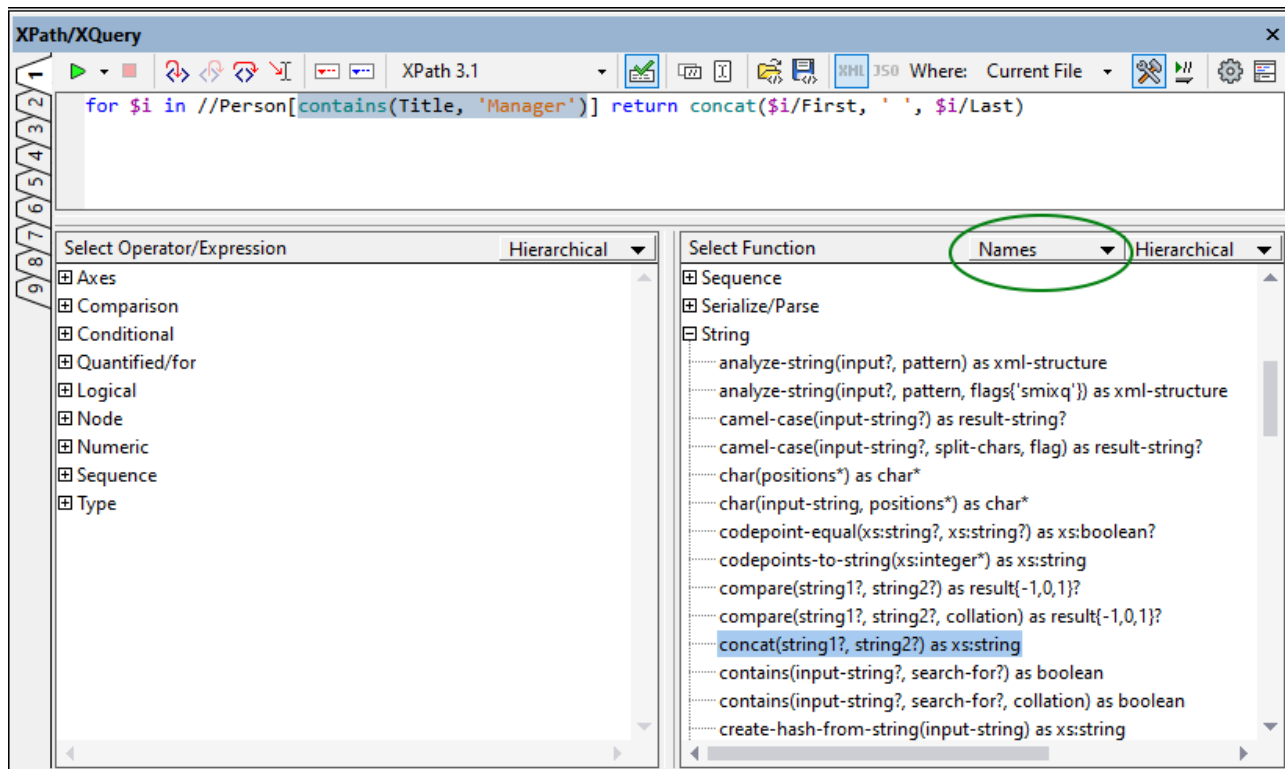 XPath/XQuery
XPath 3.1 XML JSO Where: Current File
1
2
3
4
5
6
7
8
9
for $i in //Person[contains(Title, 'Manager')] return concat($i/First, ' ', $i/Last)
Select Operator/Expression Hierarchical
Axes
Comparison
Conditional
Quantified/for
Logical
Node
Numeric
Sequence
Type
Select Function Names Hierarchical
Sequence
Serialize/Parse
String
analyze-string(input?, pattern) as xml-structure
analyze-string(input?, pattern, flags{'smixq'}) as xml-structure
camel-case(input-string?) as result-string?
camel-case(input-string?, split-chars, flag) as result-string?
char(positions*) as char*
char(input-string, positions*) as char*
codepoint-equal(xs:string?, xs:string?) as xs:boolean?
codepoints-to-string(xs:integer*) as xs:string
compare(string1?, string2?) as result{-1,0,1}?
compare(string1?, string2?, collation) as result{-1,0,1}?
concat(string1?, string2?) as xs:string
contains(input-string?, search-for?) as boolean
contains(input-string?, search-for?, collation) as boolean
create-hash-from-string(input-string) as xs:string